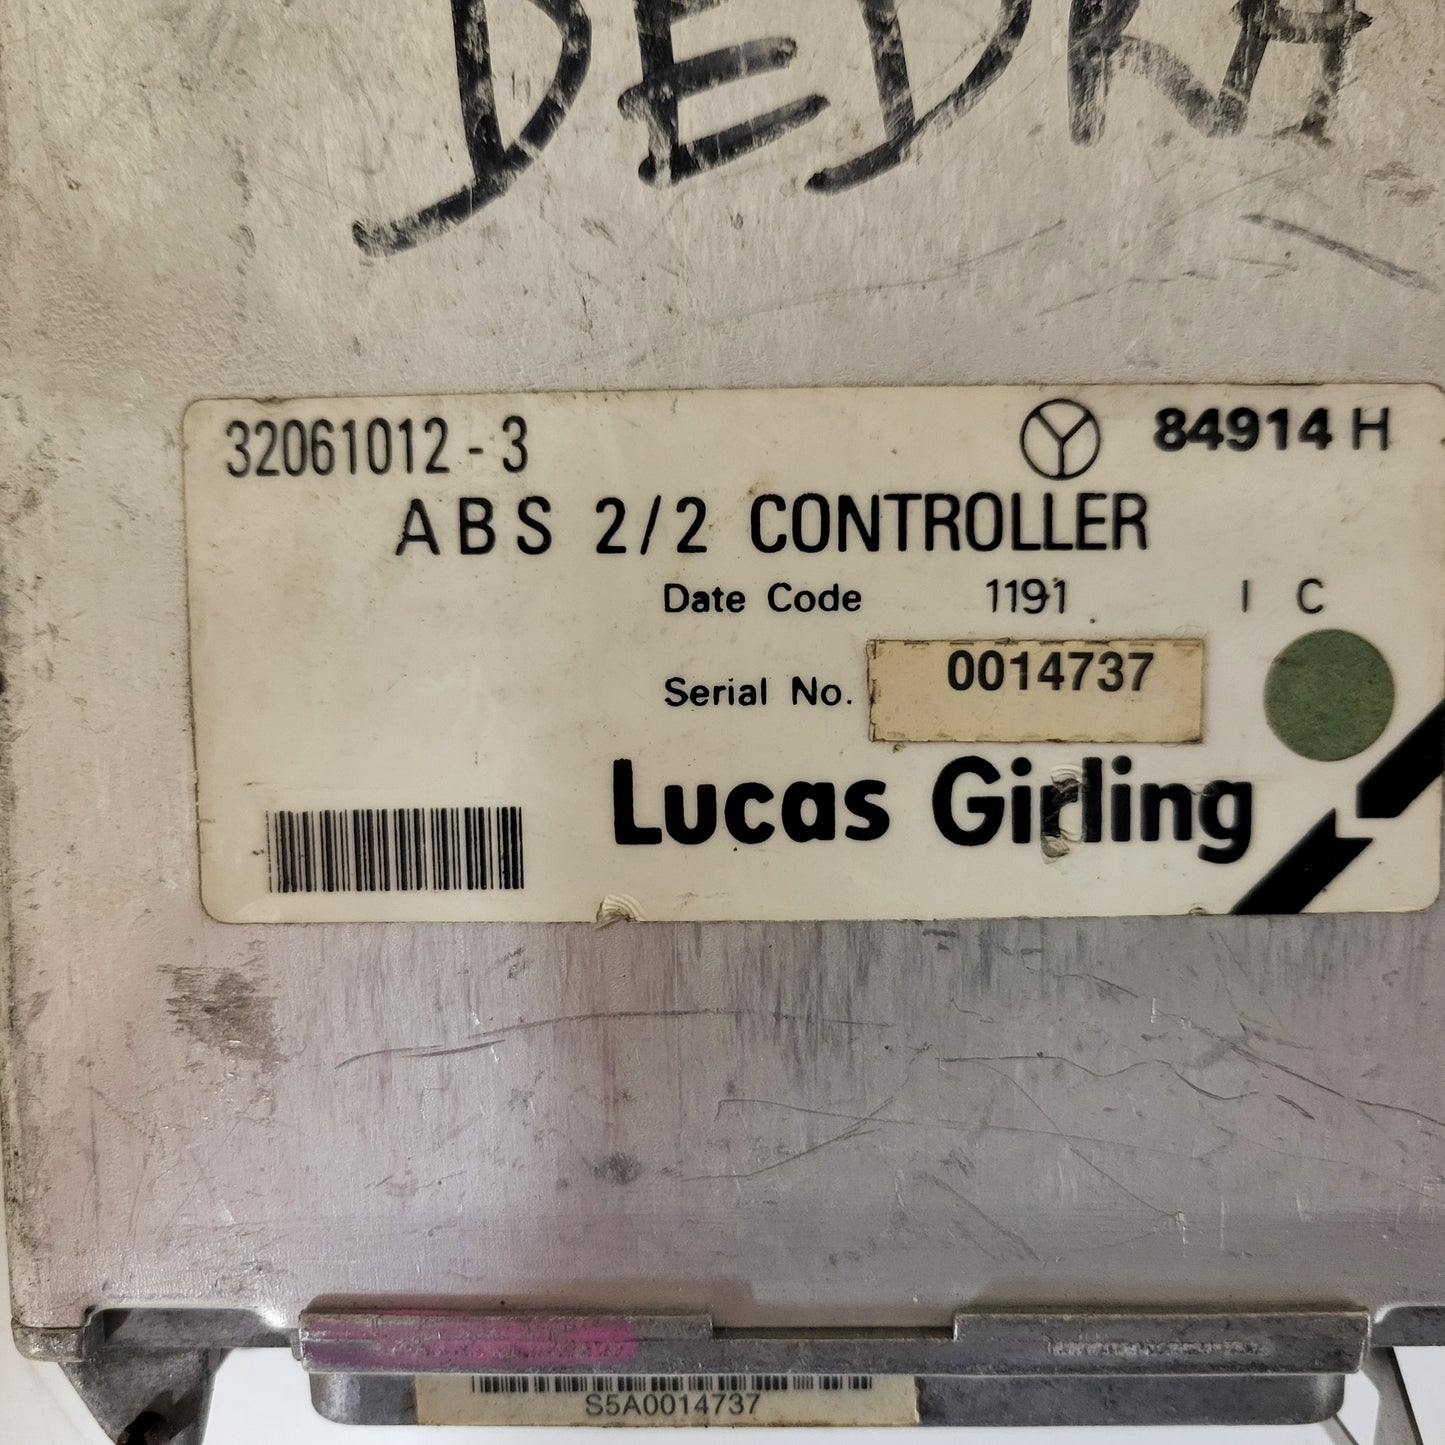 DEDRA
32061012-3 84914 H
ABS 2/2 CONTROLLER
Date Code 1191 I C
Serial No. 0014737
Lucas Girling
S5A0014737